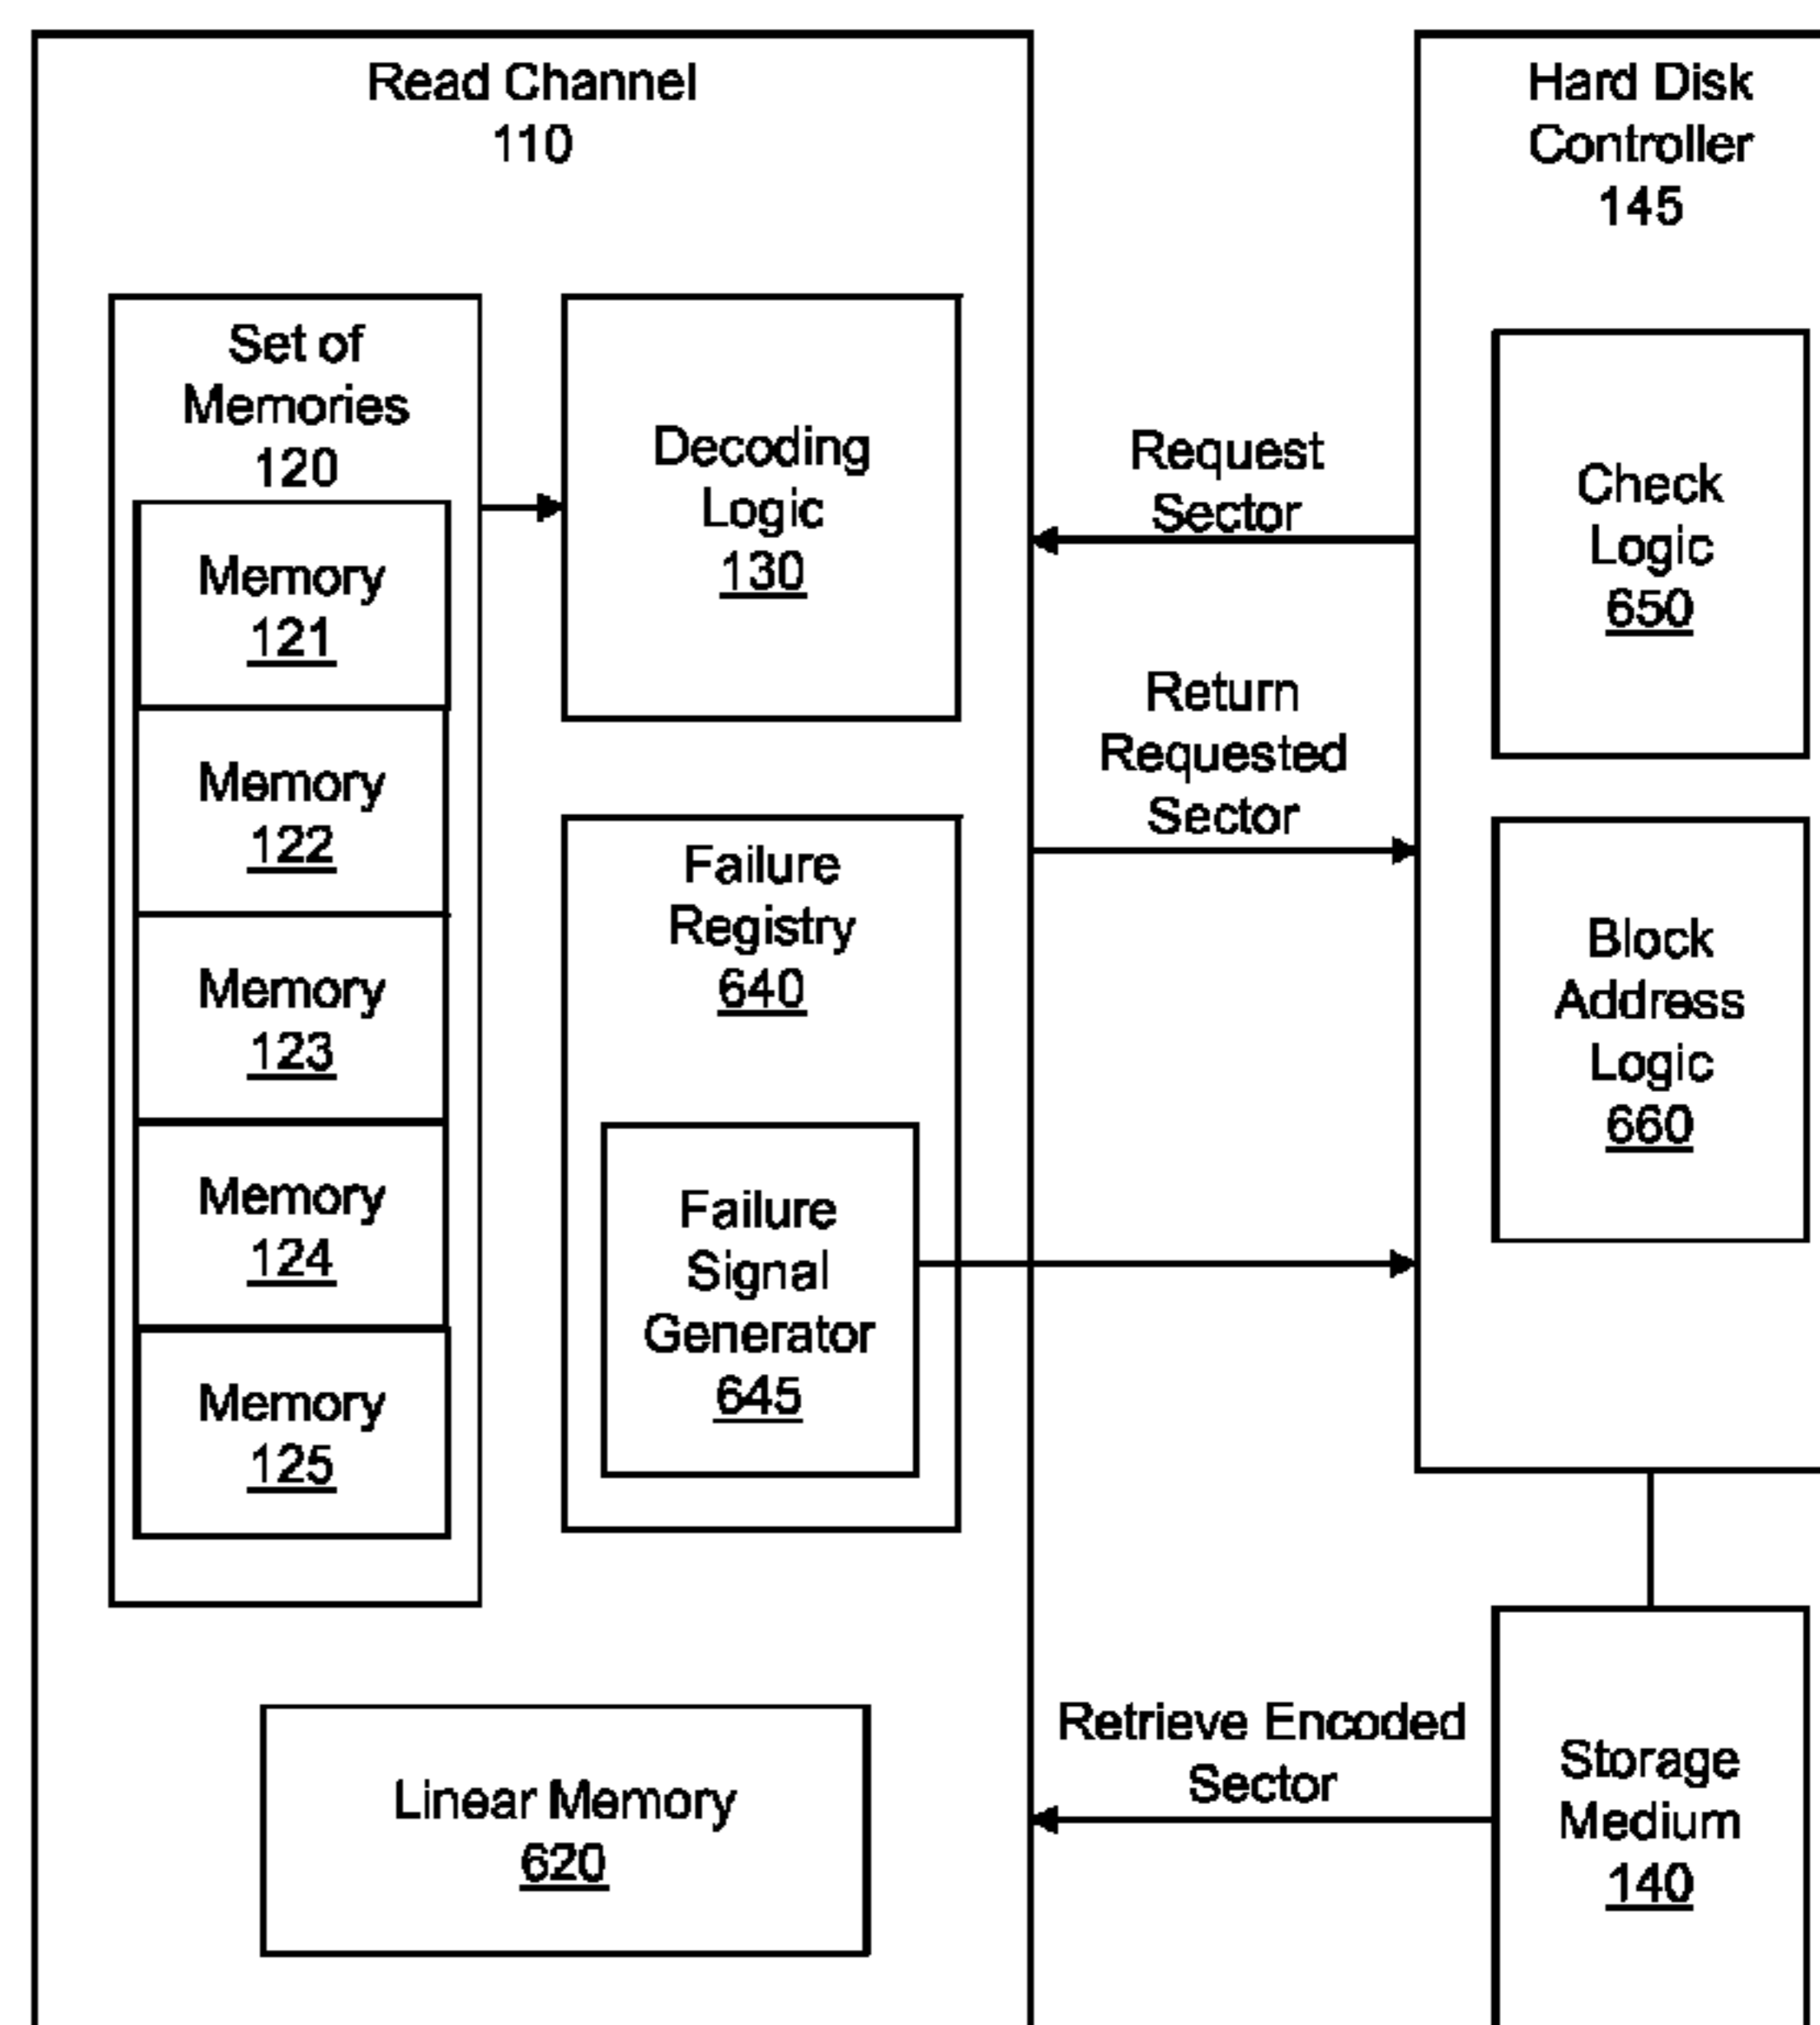 Read Channel
110
Set of
Memories
120
Memory
121
Memory
122
Memory
123
Memory
124
Memory
125
Decoding
Logic
130
Failure
Registry
640
Failure
Signal
Generator
645
Linear Memory
620
Request
Sector
Return
Requested
Sector
Retrieve Encoded
Sector
Hard Disk
Controller
145
Check
Logic
650
Block
Address
Logic
660
Storage
Medium
140